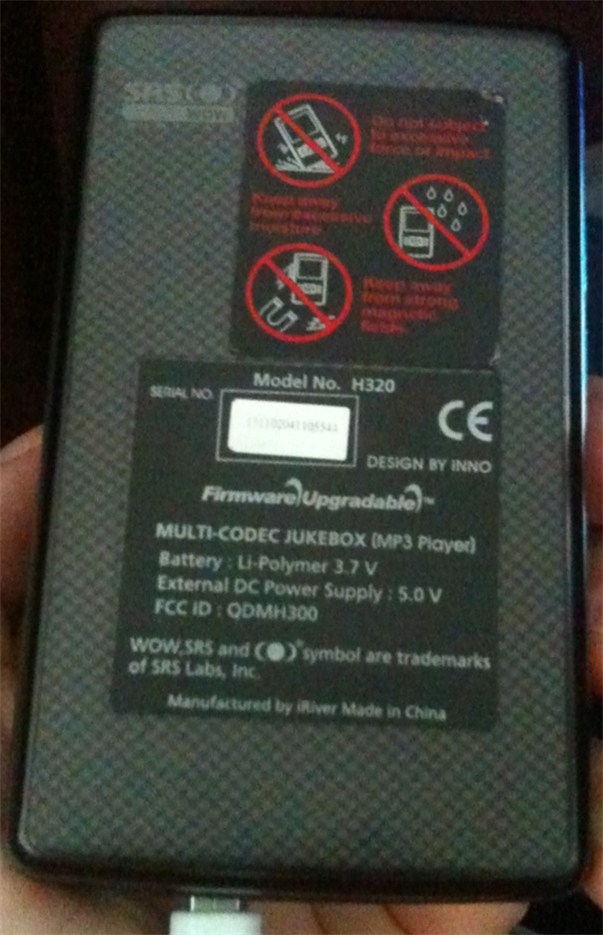 SRS(●)
WOW
Do not subject
to excessive
force or impact
Keep away
from excessive
moisture.
Keep away
from strong
magnetic
fields.
Model No. H320
SERIAL NO.
CE
DESIGN BY INNO
Firmware Upgradable™
MULTI-CODEC JUKEBOX (MP3 Player)
Battery : Li-Polymer 3.7 V
External DC Power Supply : 5.0 V
FCC ID : QDMH300
WOW,SRS and (●)® symbol are trademarks
of SRS Labs, Inc.
Manufactured by iRiver Made in China